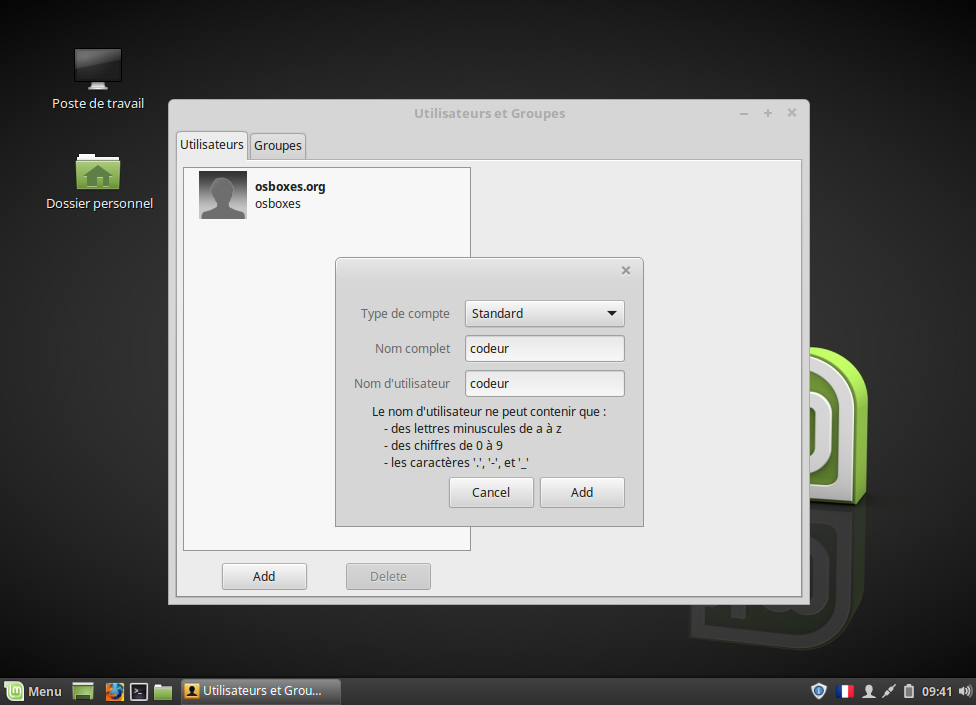 Poste de travail
Dossier personnel
Utilisateurs et Groupes
Utilisateurs
Groupes
osboxes.org
osboxes
Type de compte
Standard
Nom complet
codeur
Nom d'utilisateur
codeur
Le nom d'utilisateur ne peut contenir que :
- des lettres minuscules de a à z
- des chiffres de 0 à 9
- les caractères '.', '-', et '_'
Cancel
Add
Add
Delete
Menu
Utilisateurs et Grou...
09:41